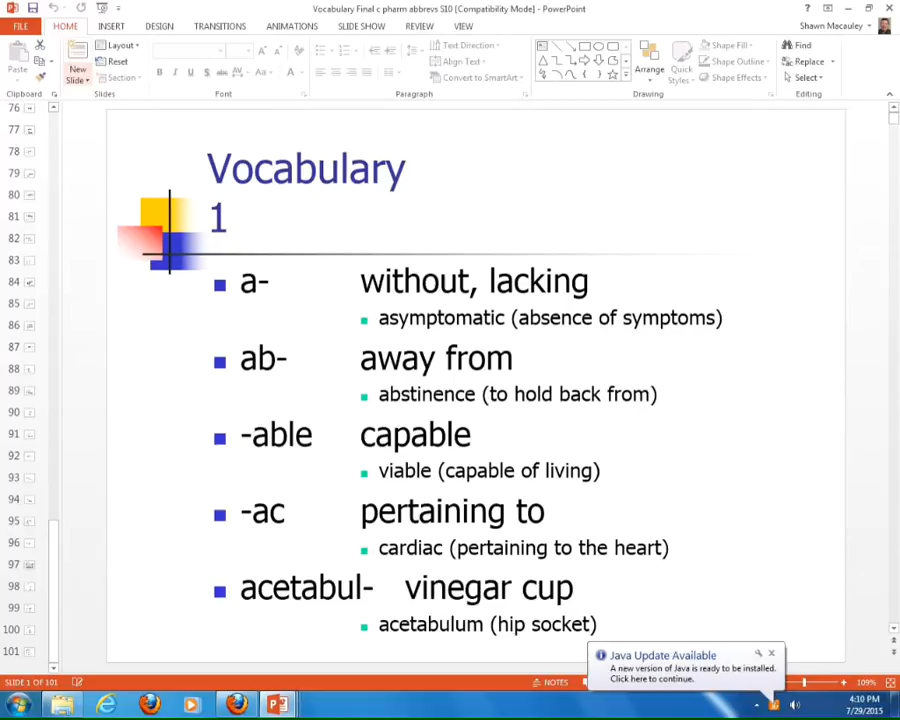 Vocabulary Final c pharm abbrevs S10 [Compatibility Mode] - PowerPoint
FILE HOME INSERT DESIGN TRANSITIONS ANIMATIONS SLIDE SHOW REVIEW VIEW
Shawn Macauley
Paste
New Slide
Layout
Reset
Section
Text Direction
Align Text
Convert to SmartArt
Arrange
Quick Styles
Shape Fill
Shape Outline
Shape Effects
Find
Replace
Select
Clipboard Slides Font Paragraph Drawing Editing
76
77
78
79
80
81
82
83
84
85
86
87
88
89
90
91
92
93
94
95
96
97
98
99
100
101
Vocabulary
1
a- without, lacking
asymptomatic (absence of symptoms)
ab- away from
abstinence (to hold back from)
-able capable
viable (capable of living)
-ac pertaining to
cardiac (pertaining to the heart)
acetabul- vinegar cup
acetabulum (hip socket)
Java Update Available
A new version of Java is ready to be installed.
Click here to continue.
SLIDE 1 OF 101
NOTES
109%
4:10 PM
7/29/2015